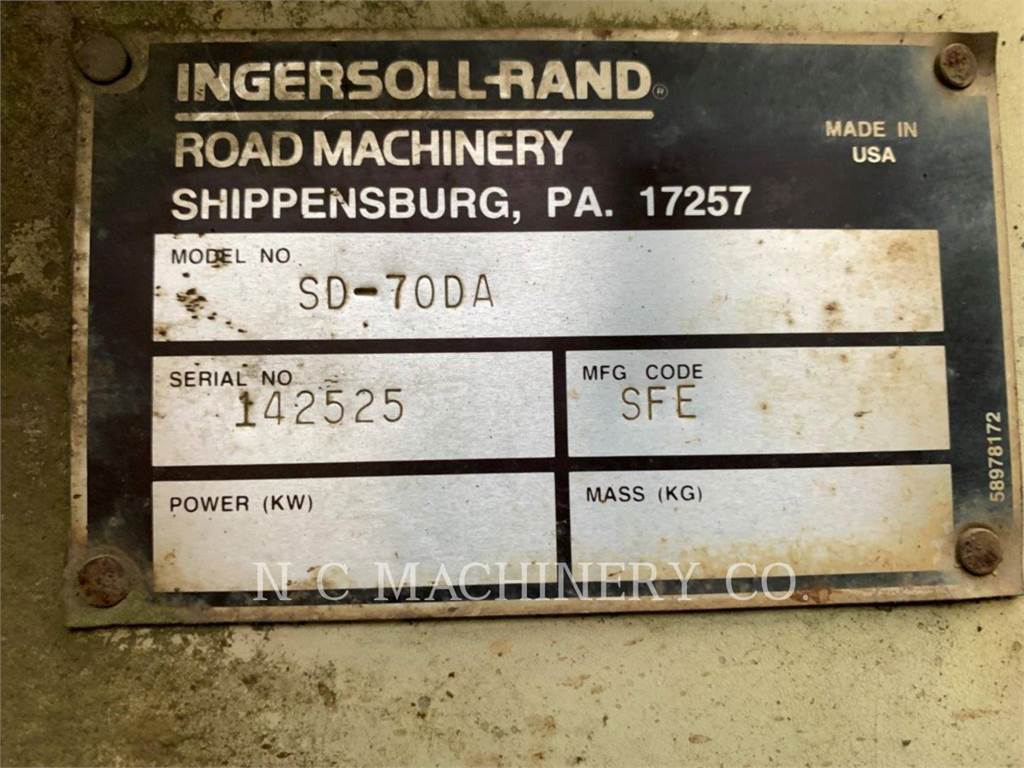 INGERSOLL-RAND®
ROAD MACHINERY
MADE IN
USA
SHIPPENSBURG, PA. 17257
MODEL NO
SD-70DA
SERIAL NO
142525
MFG CODE
SFE
POWER (KW)
MASS (KG)
58978172
N C MACHINERY CO.